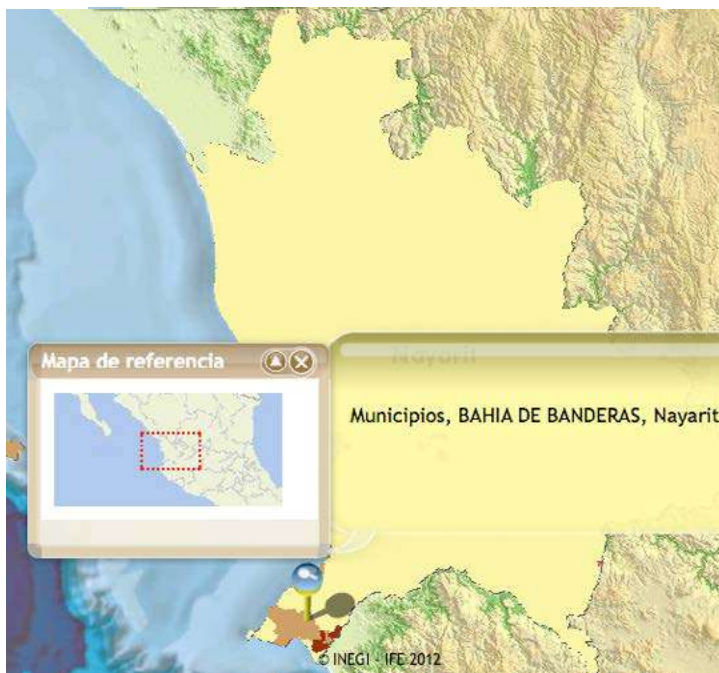 Mapa de referencia
Nayarit
Municipios, BAHIA DE BANDERAS, Nayarit
© INEGI - IFE 2012